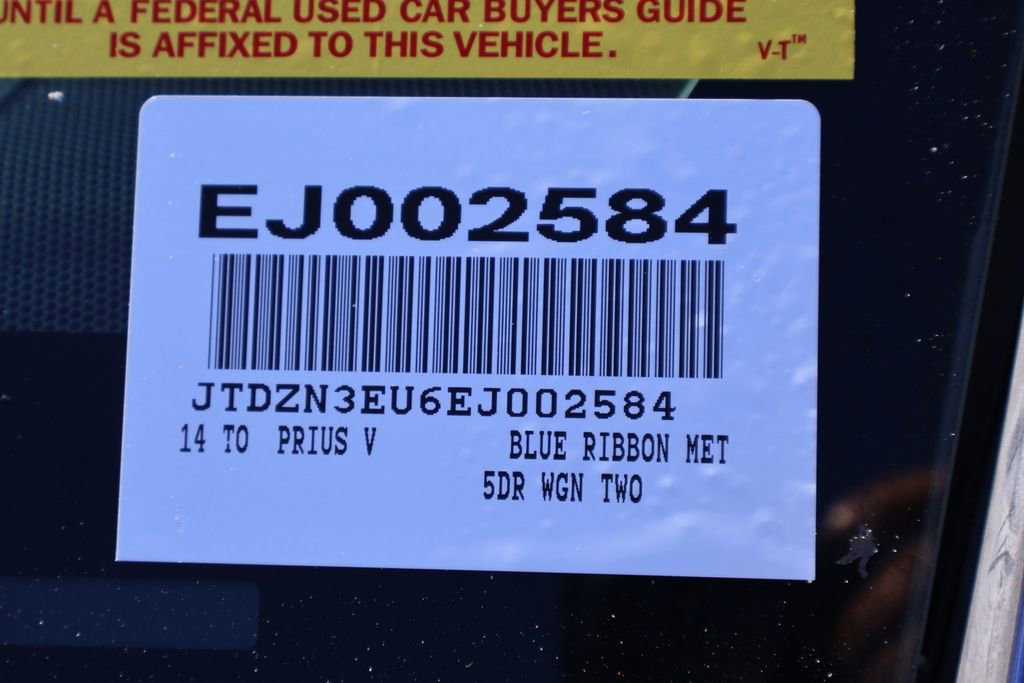 UNTIL A FEDERAL USED CAR BUYERS GUIDE
IS AFFIXED TO THIS VEHICLE.
V-T™
EJ002584
JTDZN3EU6EJ002584
14 TO PRIUS V BLUE RIBBON MET
5DR WGN TWO